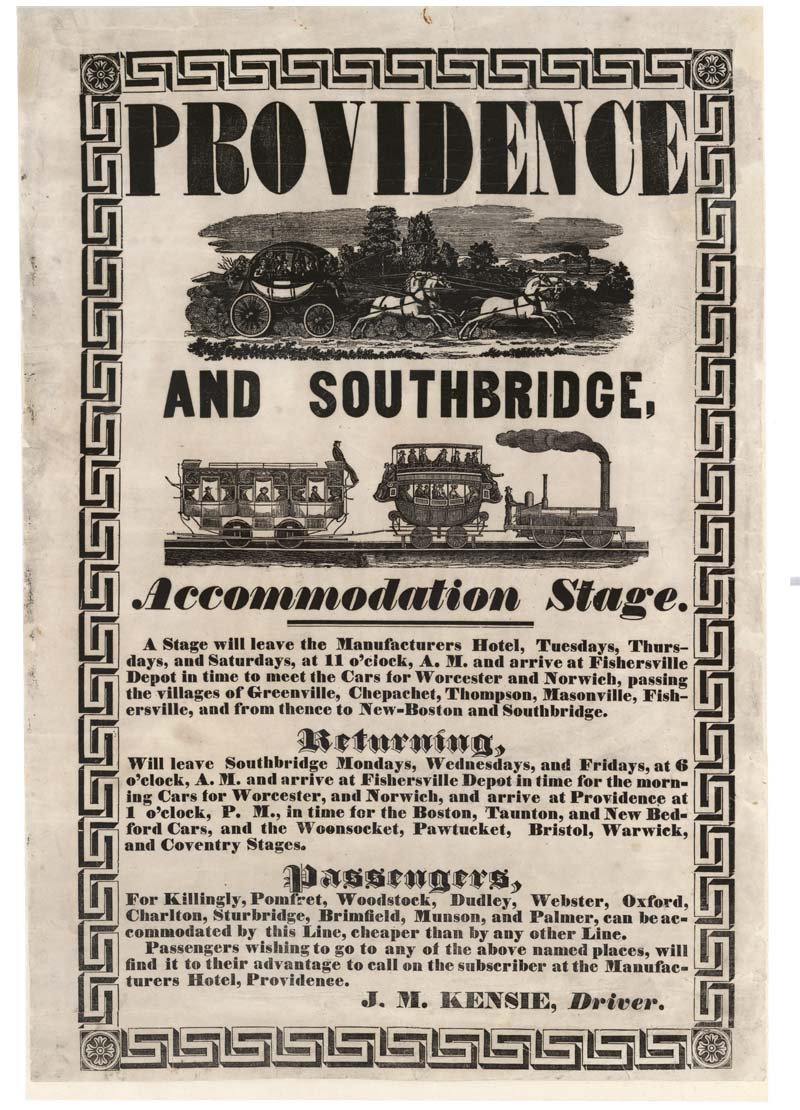 PROVIDENCE
AND SOUTHBRIDGE,
Accommodation Stage.
A Stage will leave the Manufacturers Hotel, Tuesdays, Thurs-
days, and Saturdays, at 11 o'clock, A. M. and arrive at Fishersville
Depot in time to meet the Cars for Worcester and Norwich, passing
the villages of Greenville, Chepachet, Thompson, Masonville, Fish-
ersville, and from thence to New-Boston and Southbridge.
Returning,
Will leave Southbridge Mondays, Wednesdays, and Fridays, at 6
o'clock, A. M. and arrive at Fishersville Depot in time for the morn-
ing Cars for Worcester, and Norwich, and arrive at Providence at
1 o'clock, P. M., in time for the Boston, Taunton, and New Bed-
ford Cars, and the Woonsocket, Pawtucket, Bristol, Warwick,
and Coventry Stages.
Passengers,
For Killingly, Pomfret, Woodstock, Dudley, Webster, Oxford,
Charlton, Sturbridge, Brimfield, Munson, and Palmer, can be ac-
commodated by this Line, cheaper than by any other Line.
Passengers wishing to go to any of the above named places, will
find it to their advantage to call on the subscriber at the Manufac-
turers Hotel, Providence.
J. M. KENSIE, Driver.